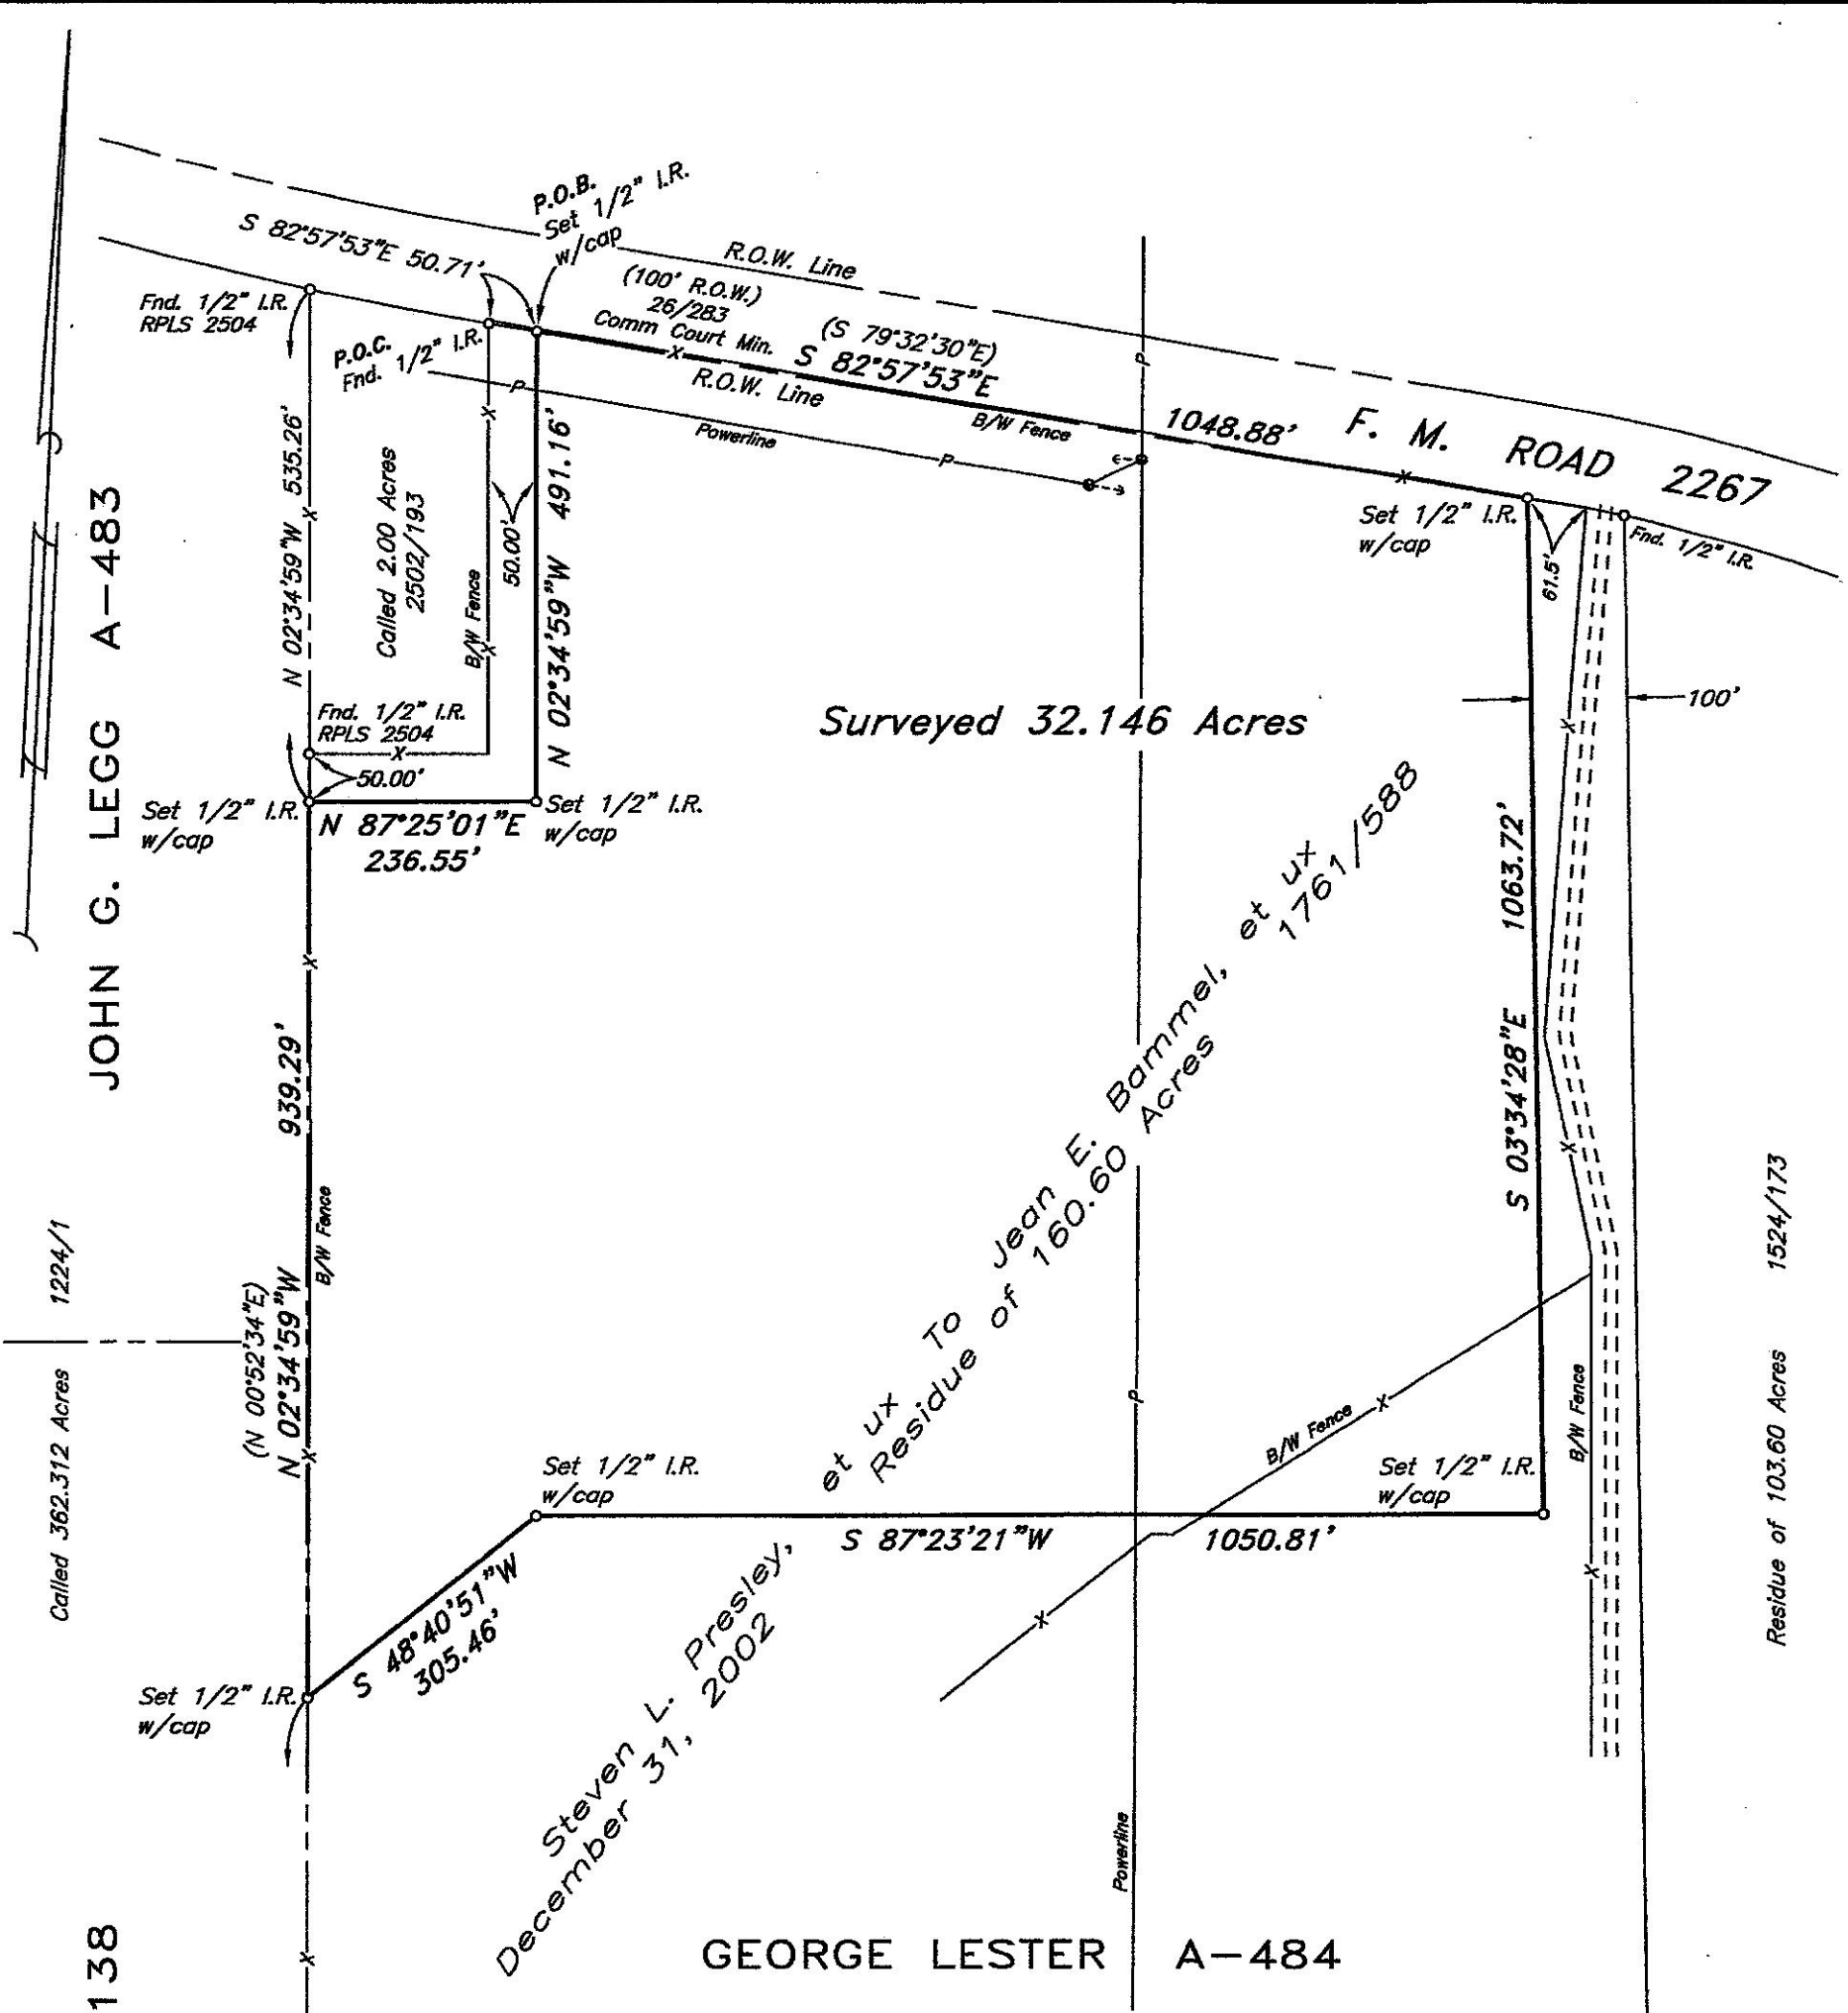 P.O.B.
Set 1/2" I.R.
w/cap
S 82°57'53"E 50.71'
R.O.W. Line
(100' R.O.W.)
26/283
Comm Court Min.
(S 79°32'30"E)
S 82°57'53"E
R.O.W. Line
1048.88'
F. M. ROAD 2267
Fnd. 1/2" I.R.
RPLS 2504
P.O.C.
Fnd. 1/2" I.R.
P
P
P
Powerline
B/W Fence
Set 1/2" I.R.
w/cap
Fnd. 1/2" I.R.
61.5'
100'
N 02°34'59"W 535.26'
Called 2.00 Acres
2502/193
B/W Fence
50.00'
N 02°34'59"W 491.16'
JOHN G. LEGG A-483
Surveyed 32.146 Acres
Fnd. 1/2" I.R.
RPLS 2504
50.00'
Set 1/2" I.R.
w/cap
N 87°25'01"E
236.55'
Set 1/2" I.R.
w/cap
S 03°34'28"E 1063.72'
939.29'
B/W Fence
(N 00°52'34"E)
N 02°34'59"W
Called 362.312 Acres 1224/1
Residue of 103.60 Acres 1524/173
Steven L. Presley, et ux To Jean E. Bammel, et ux
December 31, 2002 Residue of 160.60 Acres 1761/588
P
B/W Fence
B/W Fence
Set 1/2" I.R.
w/cap
Set 1/2" I.R.
w/cap
S 87°23'21"W 1050.81'
S 48°40'51"W
305.46'
Set 1/2" I.R.
w/cap
Powerline
GEORGE LESTER A-484
138